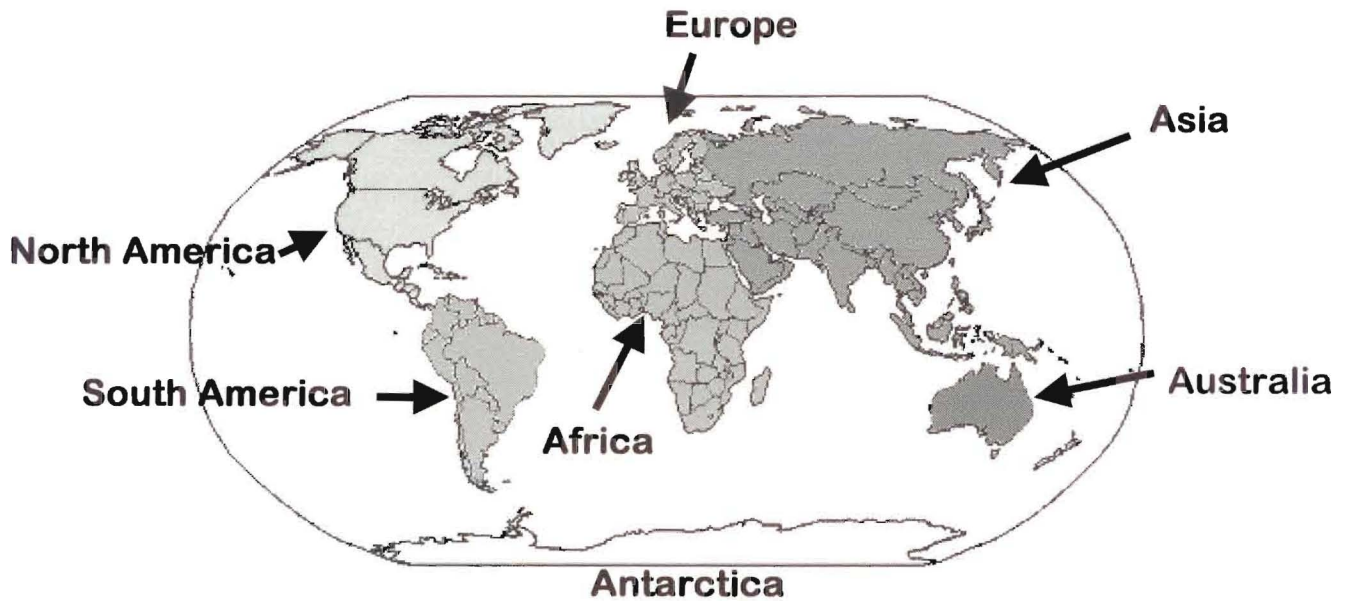 Europe
Asia
North America
South America
Africa
Australia
Antarctica